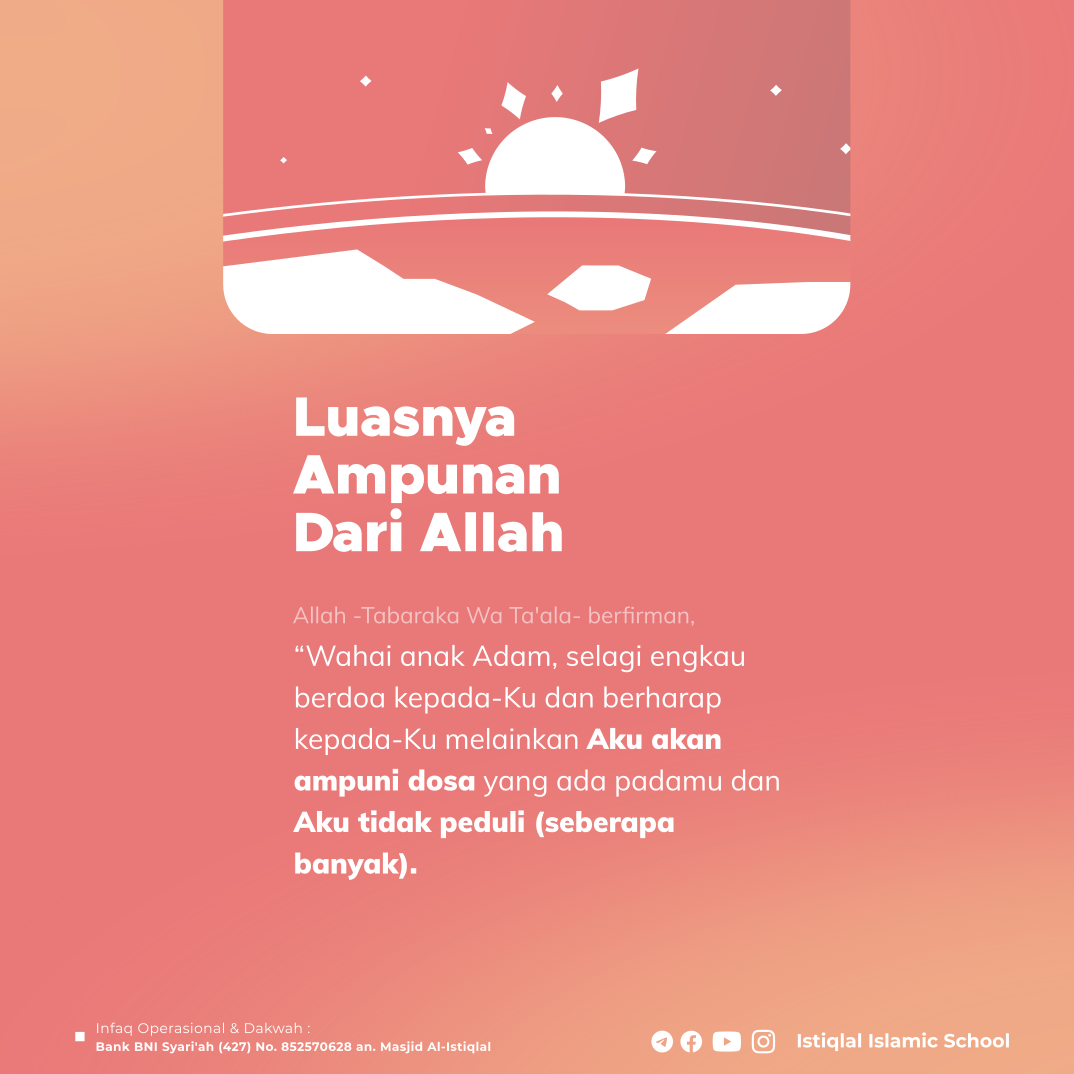 Luasnya
Ampunan
Dari Allah
Allah -Tabaraka Wa Ta'ala- berfirman,
“Wahai anak Adam, selagi engkau
berdoa kepada-Ku dan berharap
kepada-Ku melainkan Aku akan
ampuni dosa yang ada padamu dan
Aku tidak peduli (seberapa
banyak).
Infaq Operasional & Dakwah :
Bank BNI Syari'ah (427) No. 852570628 an. Masjid Al-Istiqlal
Istiqlal Islamic School